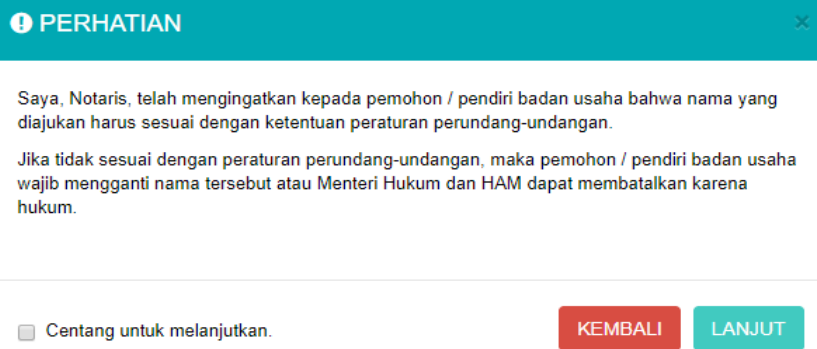 PERHATIAN
Saya, Notaris, telah mengingatkan kepada pemohon / pendiri badan usaha bahwa nama yang
diajukan harus sesuai dengan ketentuan peraturan perundang-undangan.
Jika tidak sesuai dengan peraturan perundang-undangan, maka pemohon / pendiri badan usaha
wajib mengganti nama tersebut atau Menteri Hukum dan HAM dapat membatalkan karena
hukum.
Centang untuk melanjutkan.
KEMBALI
LANJUT